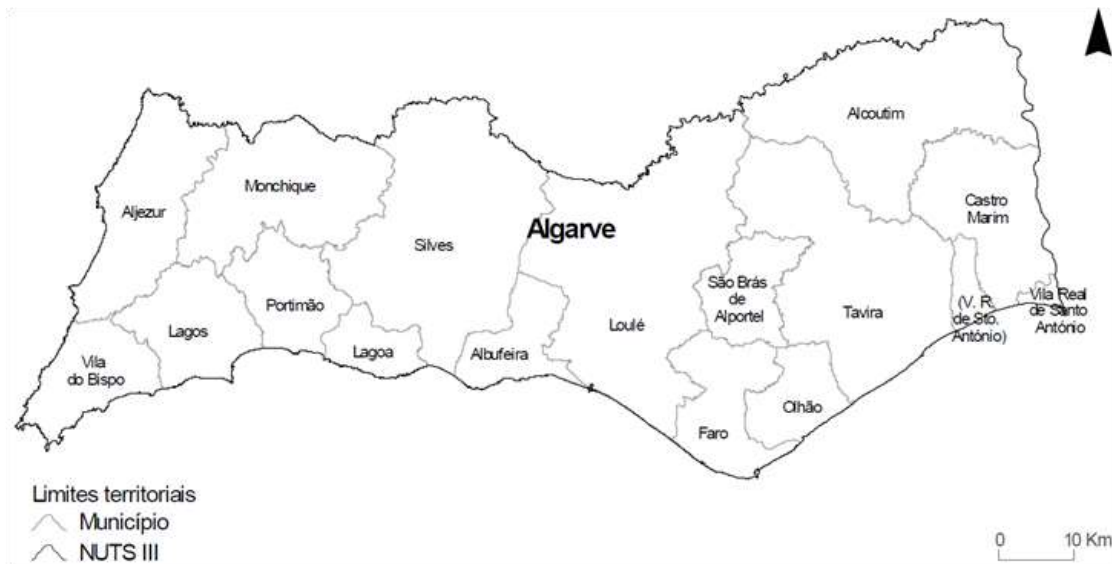 Alcoutim
Monchique
Castro
Marim
Aljezur
Algarve
Silves
São Brás
de
Alportel
Portimão
Tavira
Vila Real
de Santo
António
(V. R.
de Sto.
António)
Lagos
Loulé
Lagoa
Albufeira
Vila
do Bispo
Olhão
Faro
Limites territoriais
Município
NUTS III
0 10 Km